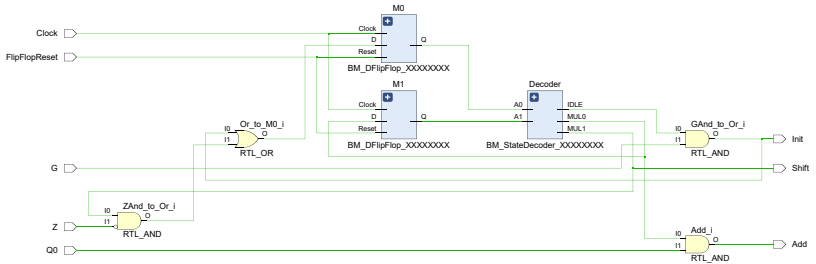 M0
Clock
Clock
D
Q
Reset
FlipFlopReset
BM_DFlipFlop_XXXXXXXX
M1
Decoder
Clock
A0
IDLE
D
Q
A1
MUL0
Reset
MUL1
BM_DFlipFlop_XXXXXXXX
BM_StateDecoder_XXXXXXXX
Or_to_M0_i
I0
O
I1
RTL_OR
GAnd_to_Or_i
I0
O
I1
RTL_AND
Init
G
Shift
ZAnd_to_Or_i
I0
O
I1
RTL_AND
Z
Q0
Add_i
I0
O
I1
RTL_AND
Add